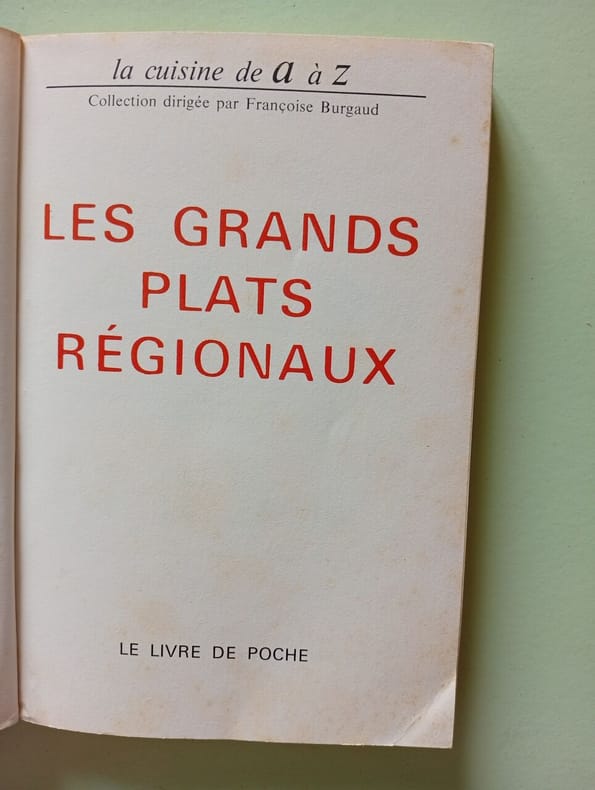 la cuisine de a à z
Collection dirigée par Françoise Burgaud
LES GRANDS
PLATS
RÉGIONAUX
LE LIVRE DE POCHE